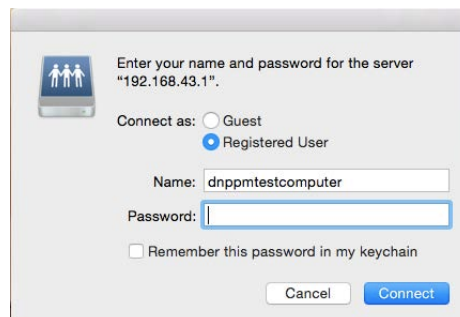 Enter your name and password for the server
“192.168.43.1”.
Connect as: Guest
Registered User
Name: dnppmtestcomputer
Password:
Remember this password in my keychain
Cancel Connect